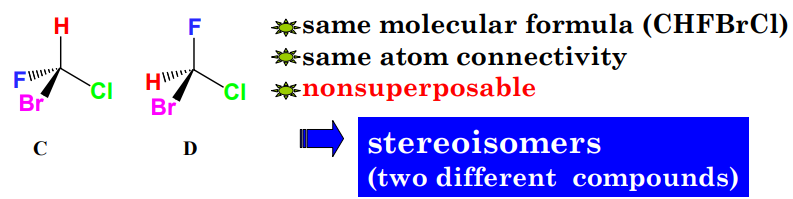 H
F
Br
Cl
C
F
H
Br
Cl
D
same molecular formula (CHFBrCl)
same atom connectivity
nonsuperposable
stereoisomers
(two different compounds)